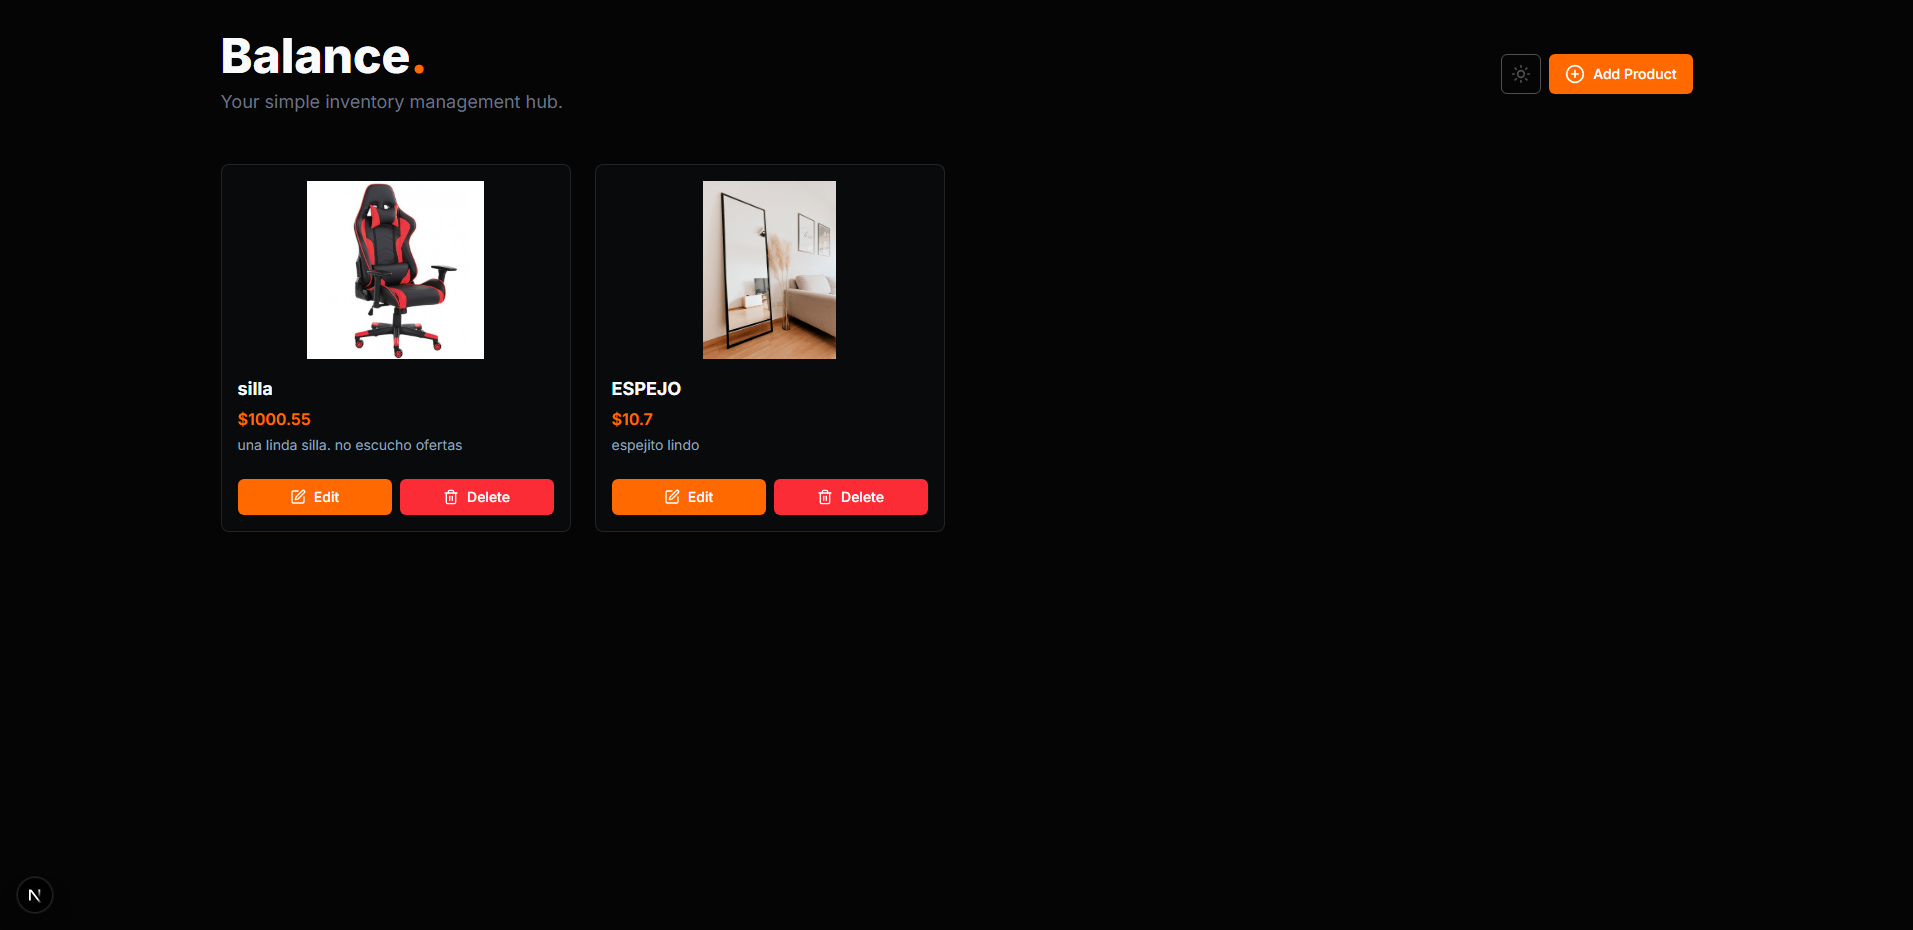 Balance.
Your simple inventory management hub.
Add Product
silla
$1000.55
una linda silla. no escucho ofertas
Edit
Delete
ESPEJO
$10.7
espejito lindo
Edit
Delete
N